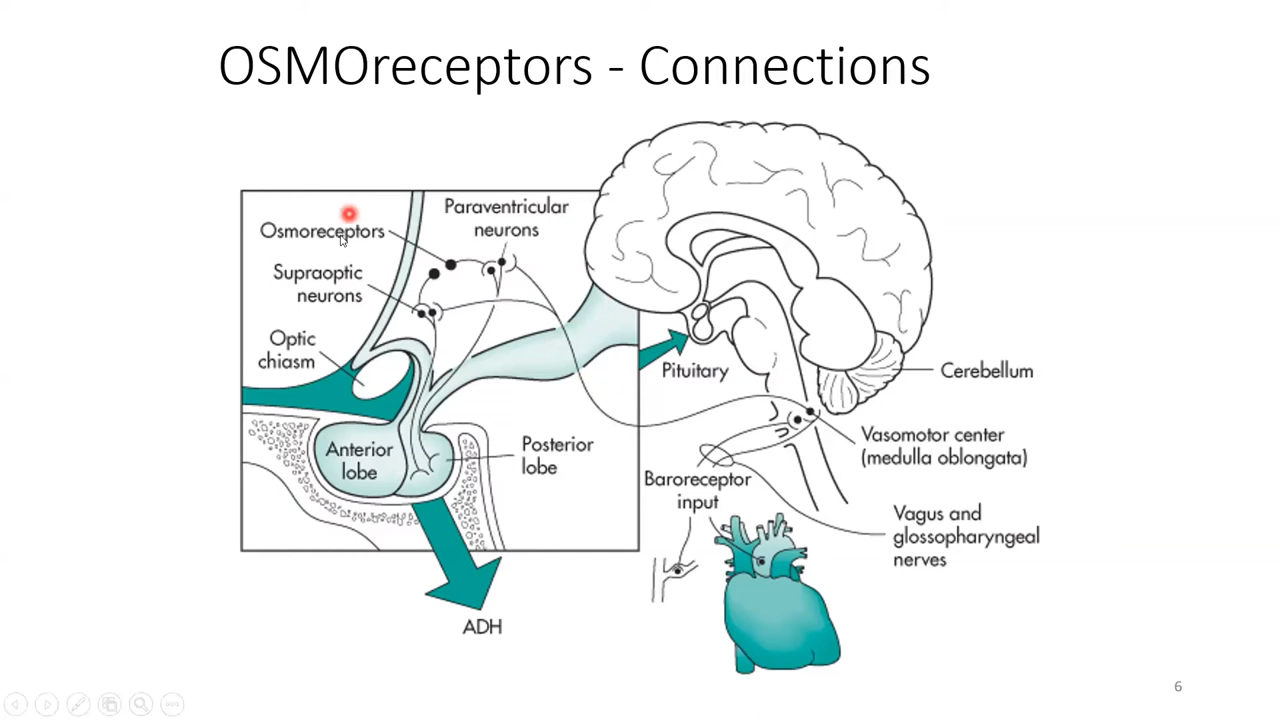 OSMOreceptors - Connections
Paraventricular
neurons
Osmoreceptors
Supraoptic
neurons
Optic
chiasm
Pituitary
Cerebellum
Anterior
lobe
Posterior
lobe
Vasomotor center
(medulla oblongata)
Baroreceptor
input
Vagus and
glossopharyngeal
nerves
ADH
6